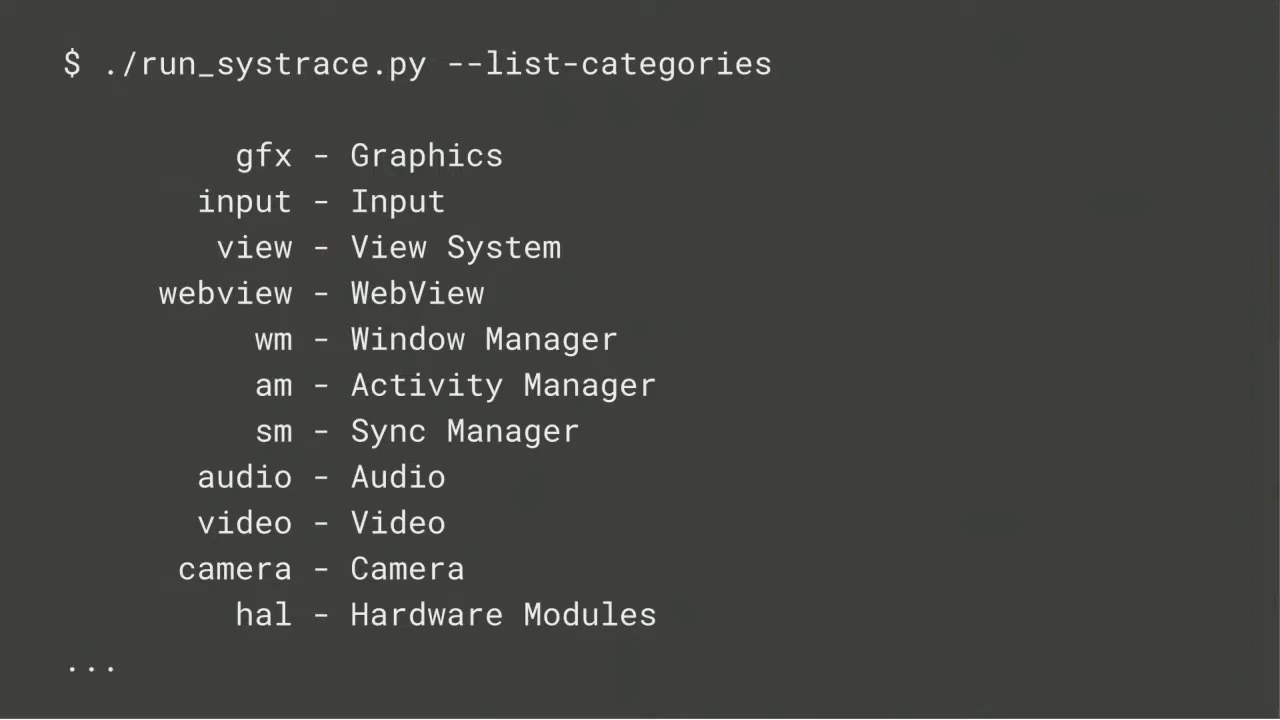 $ ./run_systrace.py --list-categories
gfx - Graphics
input - Input
view - View System
webview - WebView
wm - Window Manager
am - Activity Manager
sm - Sync Manager
audio - Audio
video - Video
camera - Camera
hal - Hardware Modules
...